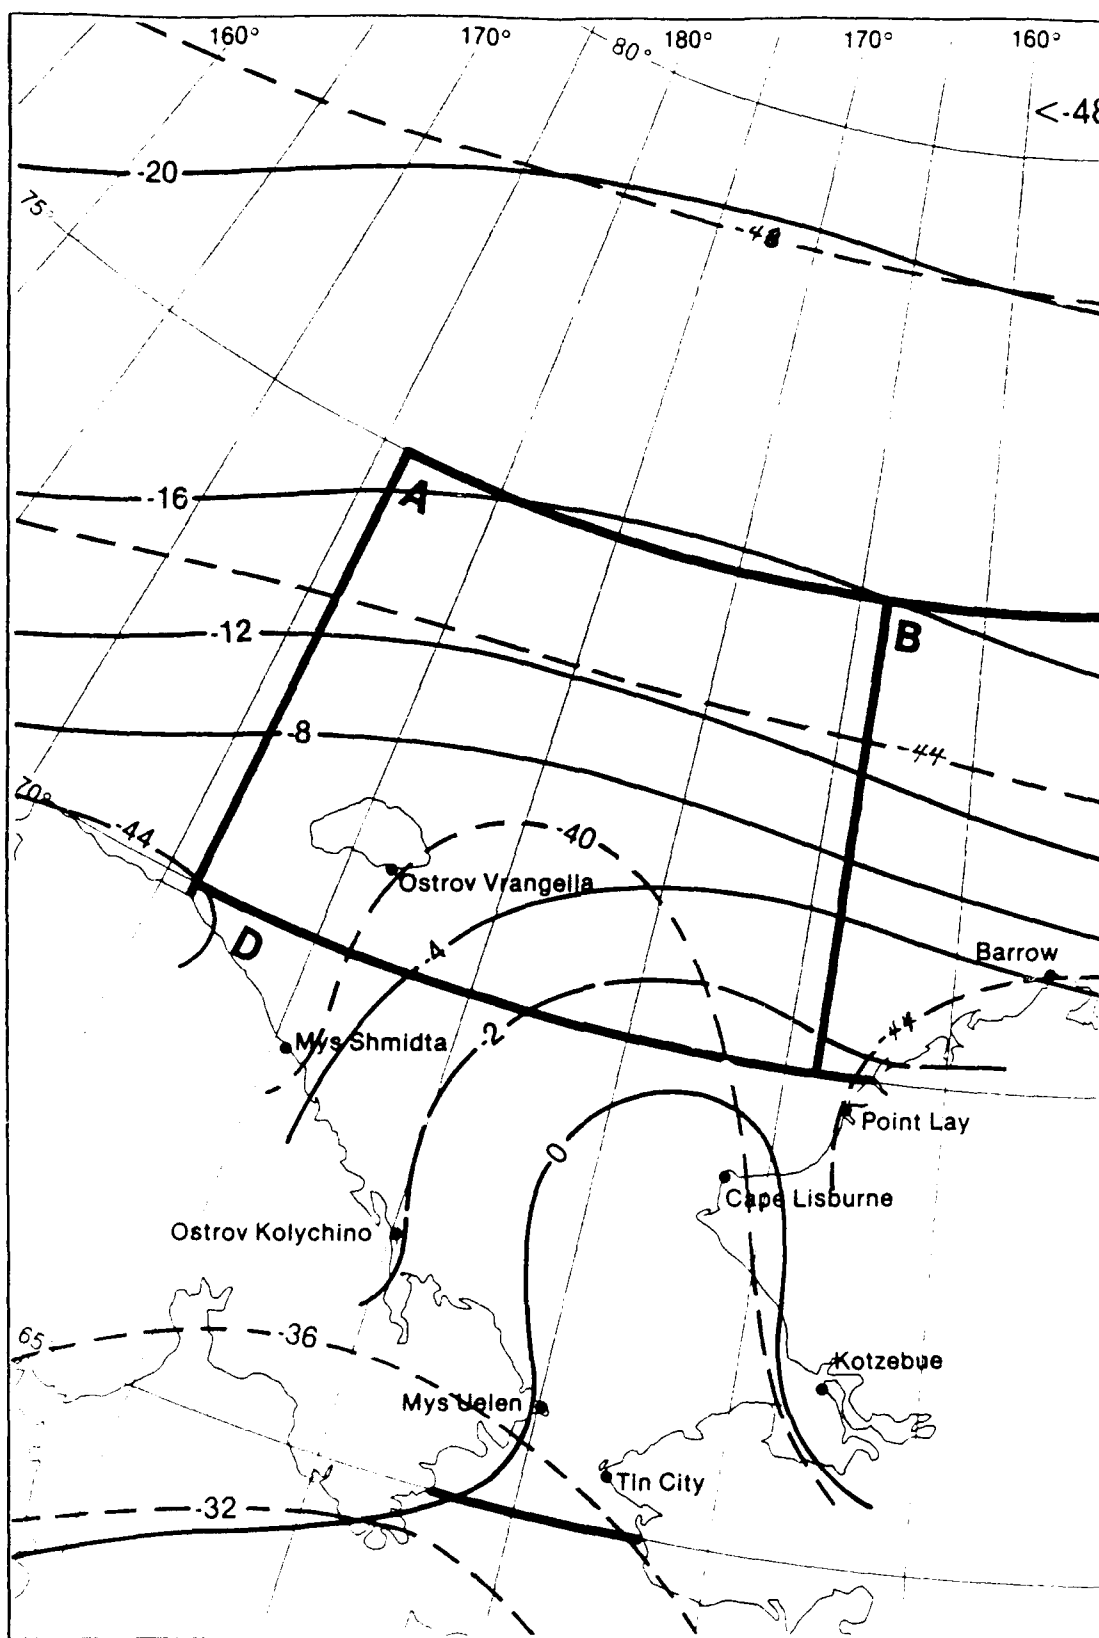 160° 170° 180° 170° 160°
80°
<-48
-20
75°
-48
A
-16
-12
B
-8
-44
70°
-44
-40
Ostrov Vrangella
D
-4
Barrow
-2
-44
Mys Shmidta
Point Lay
0
Cape Lisburne
Ostrov Kolychino
65
-36
Kotzebue
Mys Uelen
Tin City
-32